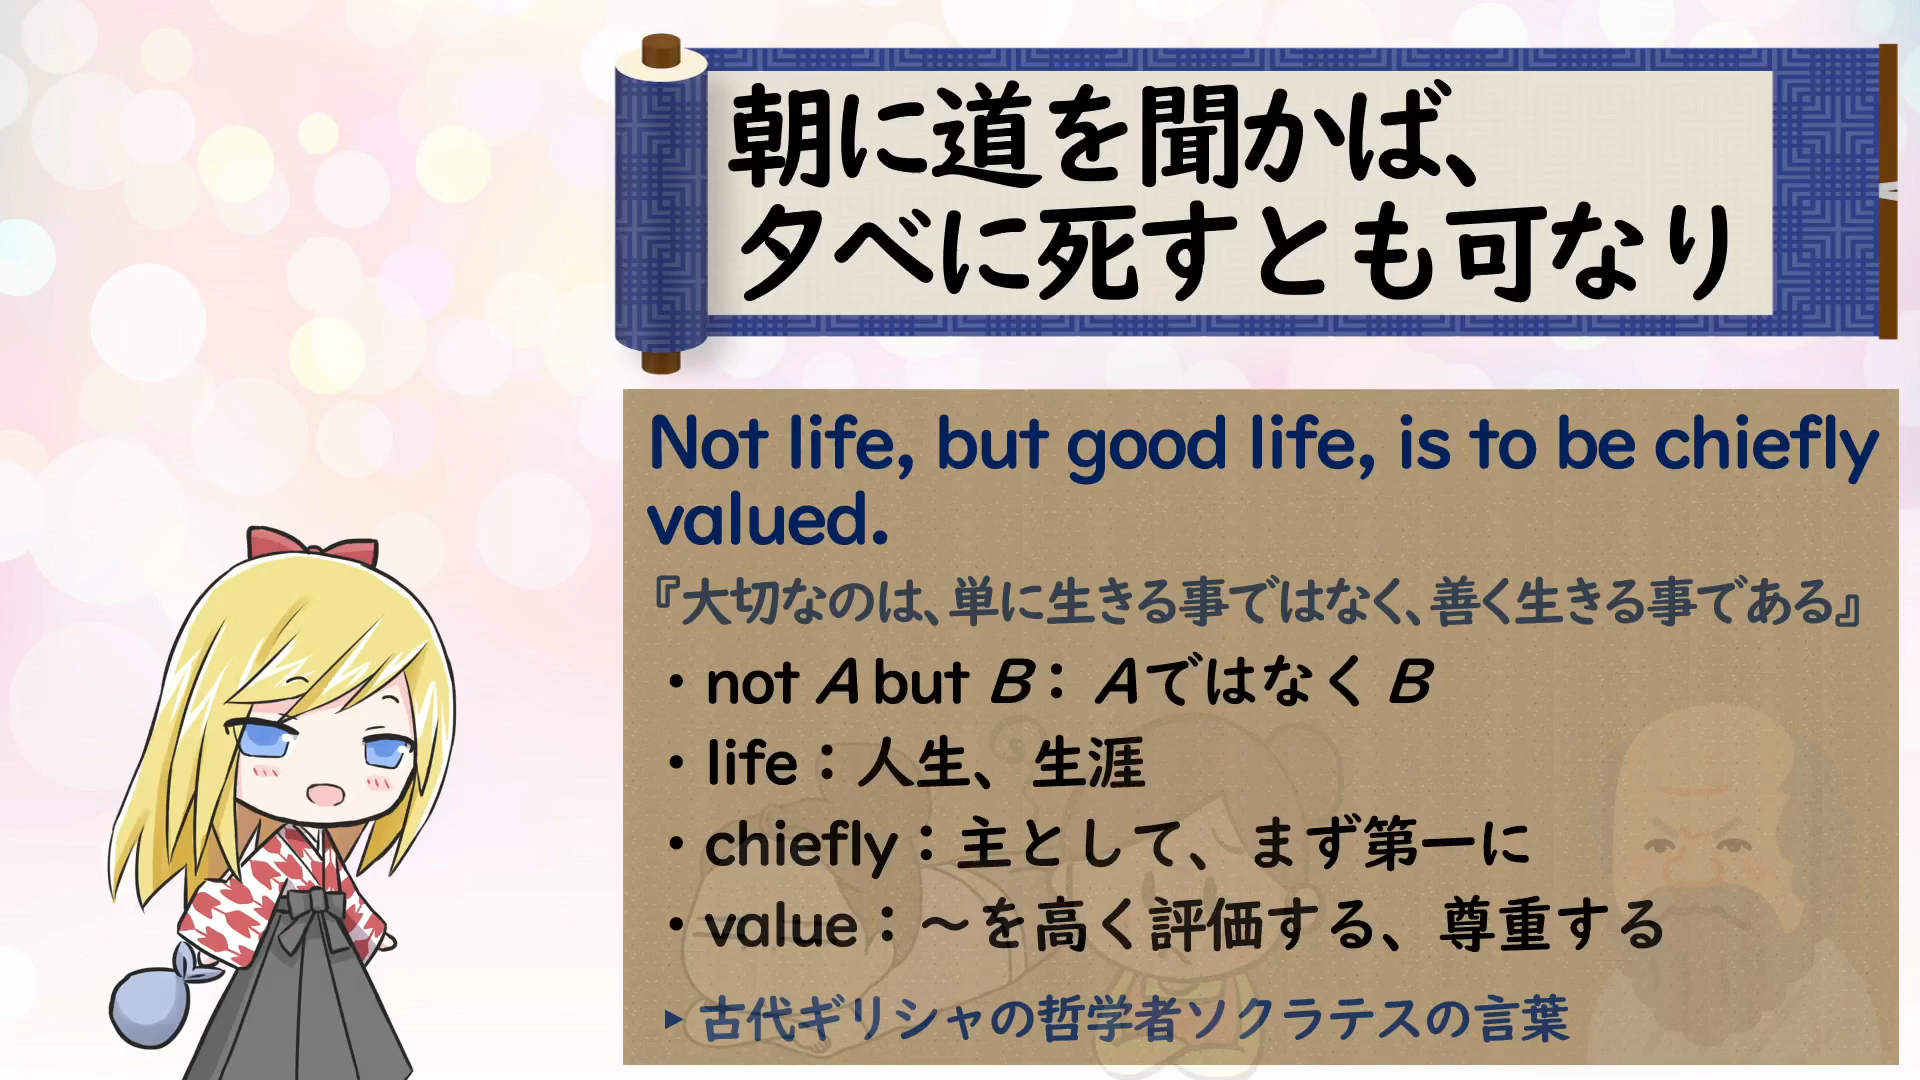 朝に道を聞かば、
夕べに死すとも可なり
Not life, but good life, is to be chiefly
valued.
『大切なのは、単に生きる事ではなく、善く生きる事である』
・not A but B：Aではなく B
・life：人生、生涯
・chiefly：主として、まず第一に
・value：～を高く評価する、尊重する
▸古代ギリシャの哲学者ソクラテスの言葉